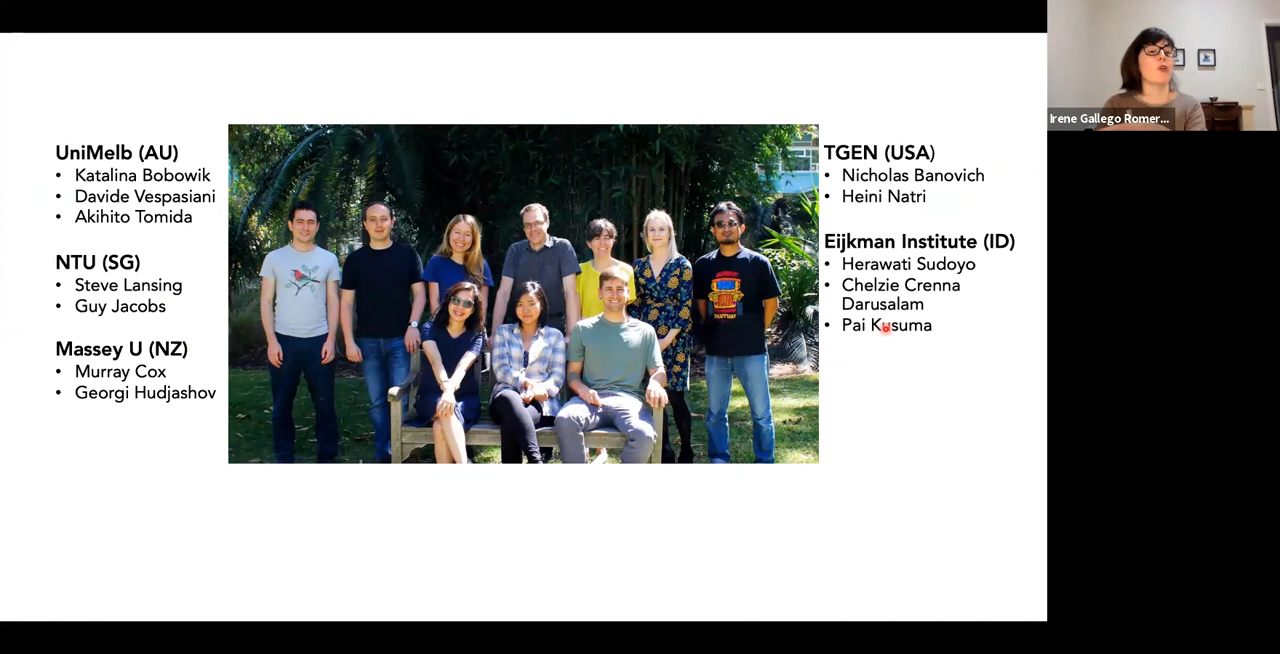 UniMelb (AU)
• Katalina Bobowik
• Davide Vespasiani
• Akihito Tomida
NTU (SG)
• Steve Lansing
• Guy Jacobs
Massey U (NZ)
• Murray Cox
• Georgi Hudjashov
TGEN (USA)
• Nicholas Banovich
• Heini Natri
Eijkman Institute (ID)
• Herawati Sudoyo
• Chelzie Crenna
Darusalam
• Pai Kusuma
Irene Gallego Romer...